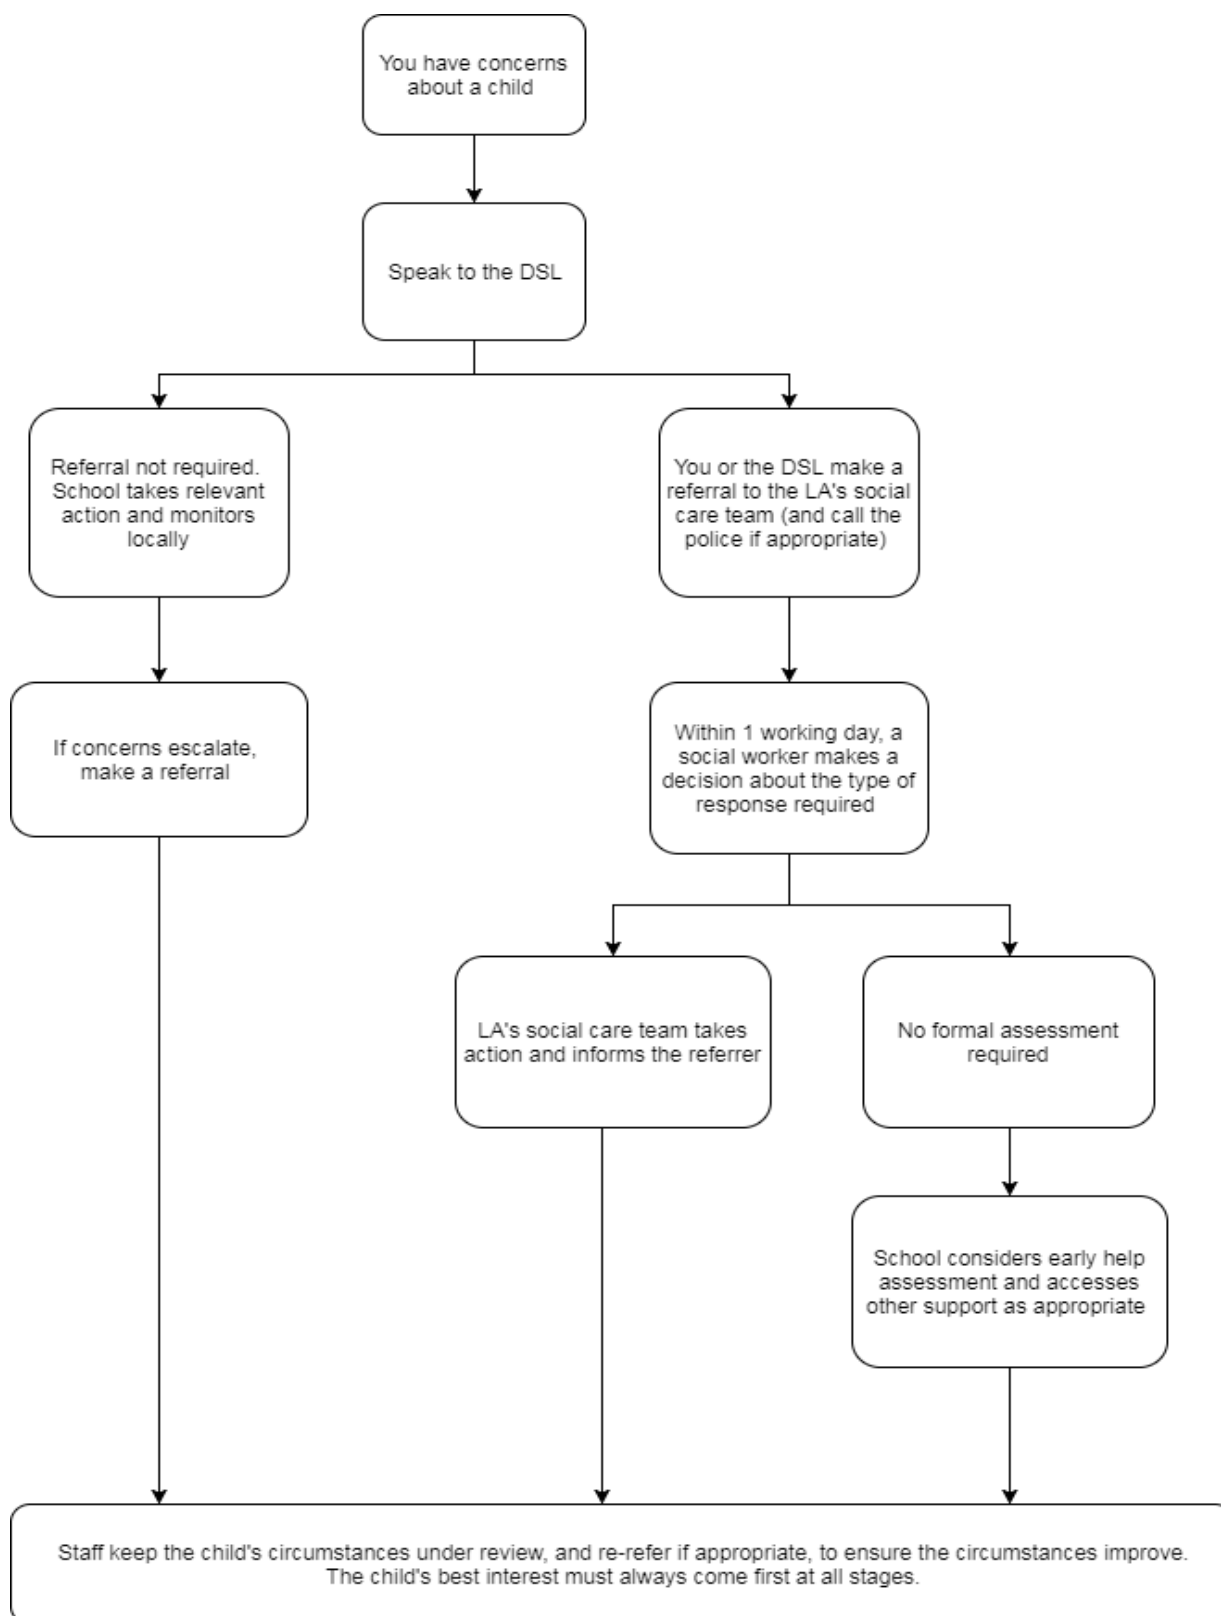 You have concerns
about a child
Speak to the DSL
Referral not required.
School takes relevant
action and monitors
locally
You or the DSL make a
referral to the LA's social
care team (and call the
police if appropriate)
If concerns escalate,
make a referral
Within 1 working day, a
social worker makes a
decision about the type of
response required
LA's social care team takes
action and informs the referrer
No formal assessment
required
School considers early help
assessment and accesses
other support as appropriate
Staff keep the child's circumstances under review, and re-refer if appropriate, to ensure the circumstances improve.
The child's best interest must always come first at all stages.